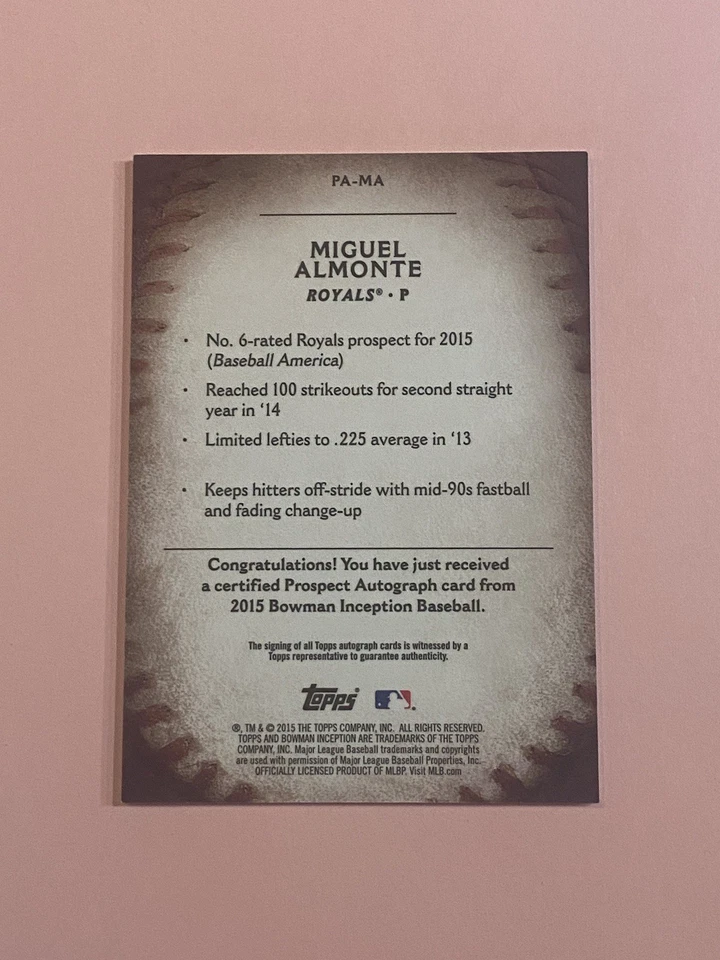 PA-MA
MIGUEL
ALMONTE
ROYALS® • P
• No. 6-rated Royals prospect for 2015
(Baseball America)
• Reached 100 strikeouts for second straight
year in ‘14
• Limited lefties to .225 average in ‘13
• Keeps hitters off-stride with mid-90s fastball
and fading change-up
Congratulations! You have just received
a certified Prospect Autograph card from
2015 Bowman Inception Baseball.
The signing of all Topps autograph cards is witnessed by a
Topps representative to guarantee authenticity.
topps®
®, TM & © 2015 THE TOPPS COMPANY, INC. ALL RIGHTS RESERVED.
TOPPS AND BOWMAN INCEPTION ARE TRADEMARKS OF THE TOPPS
COMPANY, INC. Major League Baseball trademarks and copyrights
are used with permission of Major League Baseball Properties, Inc.
OFFICIALLY LICENSED PRODUCT OF MLBP. Visit MLB.com